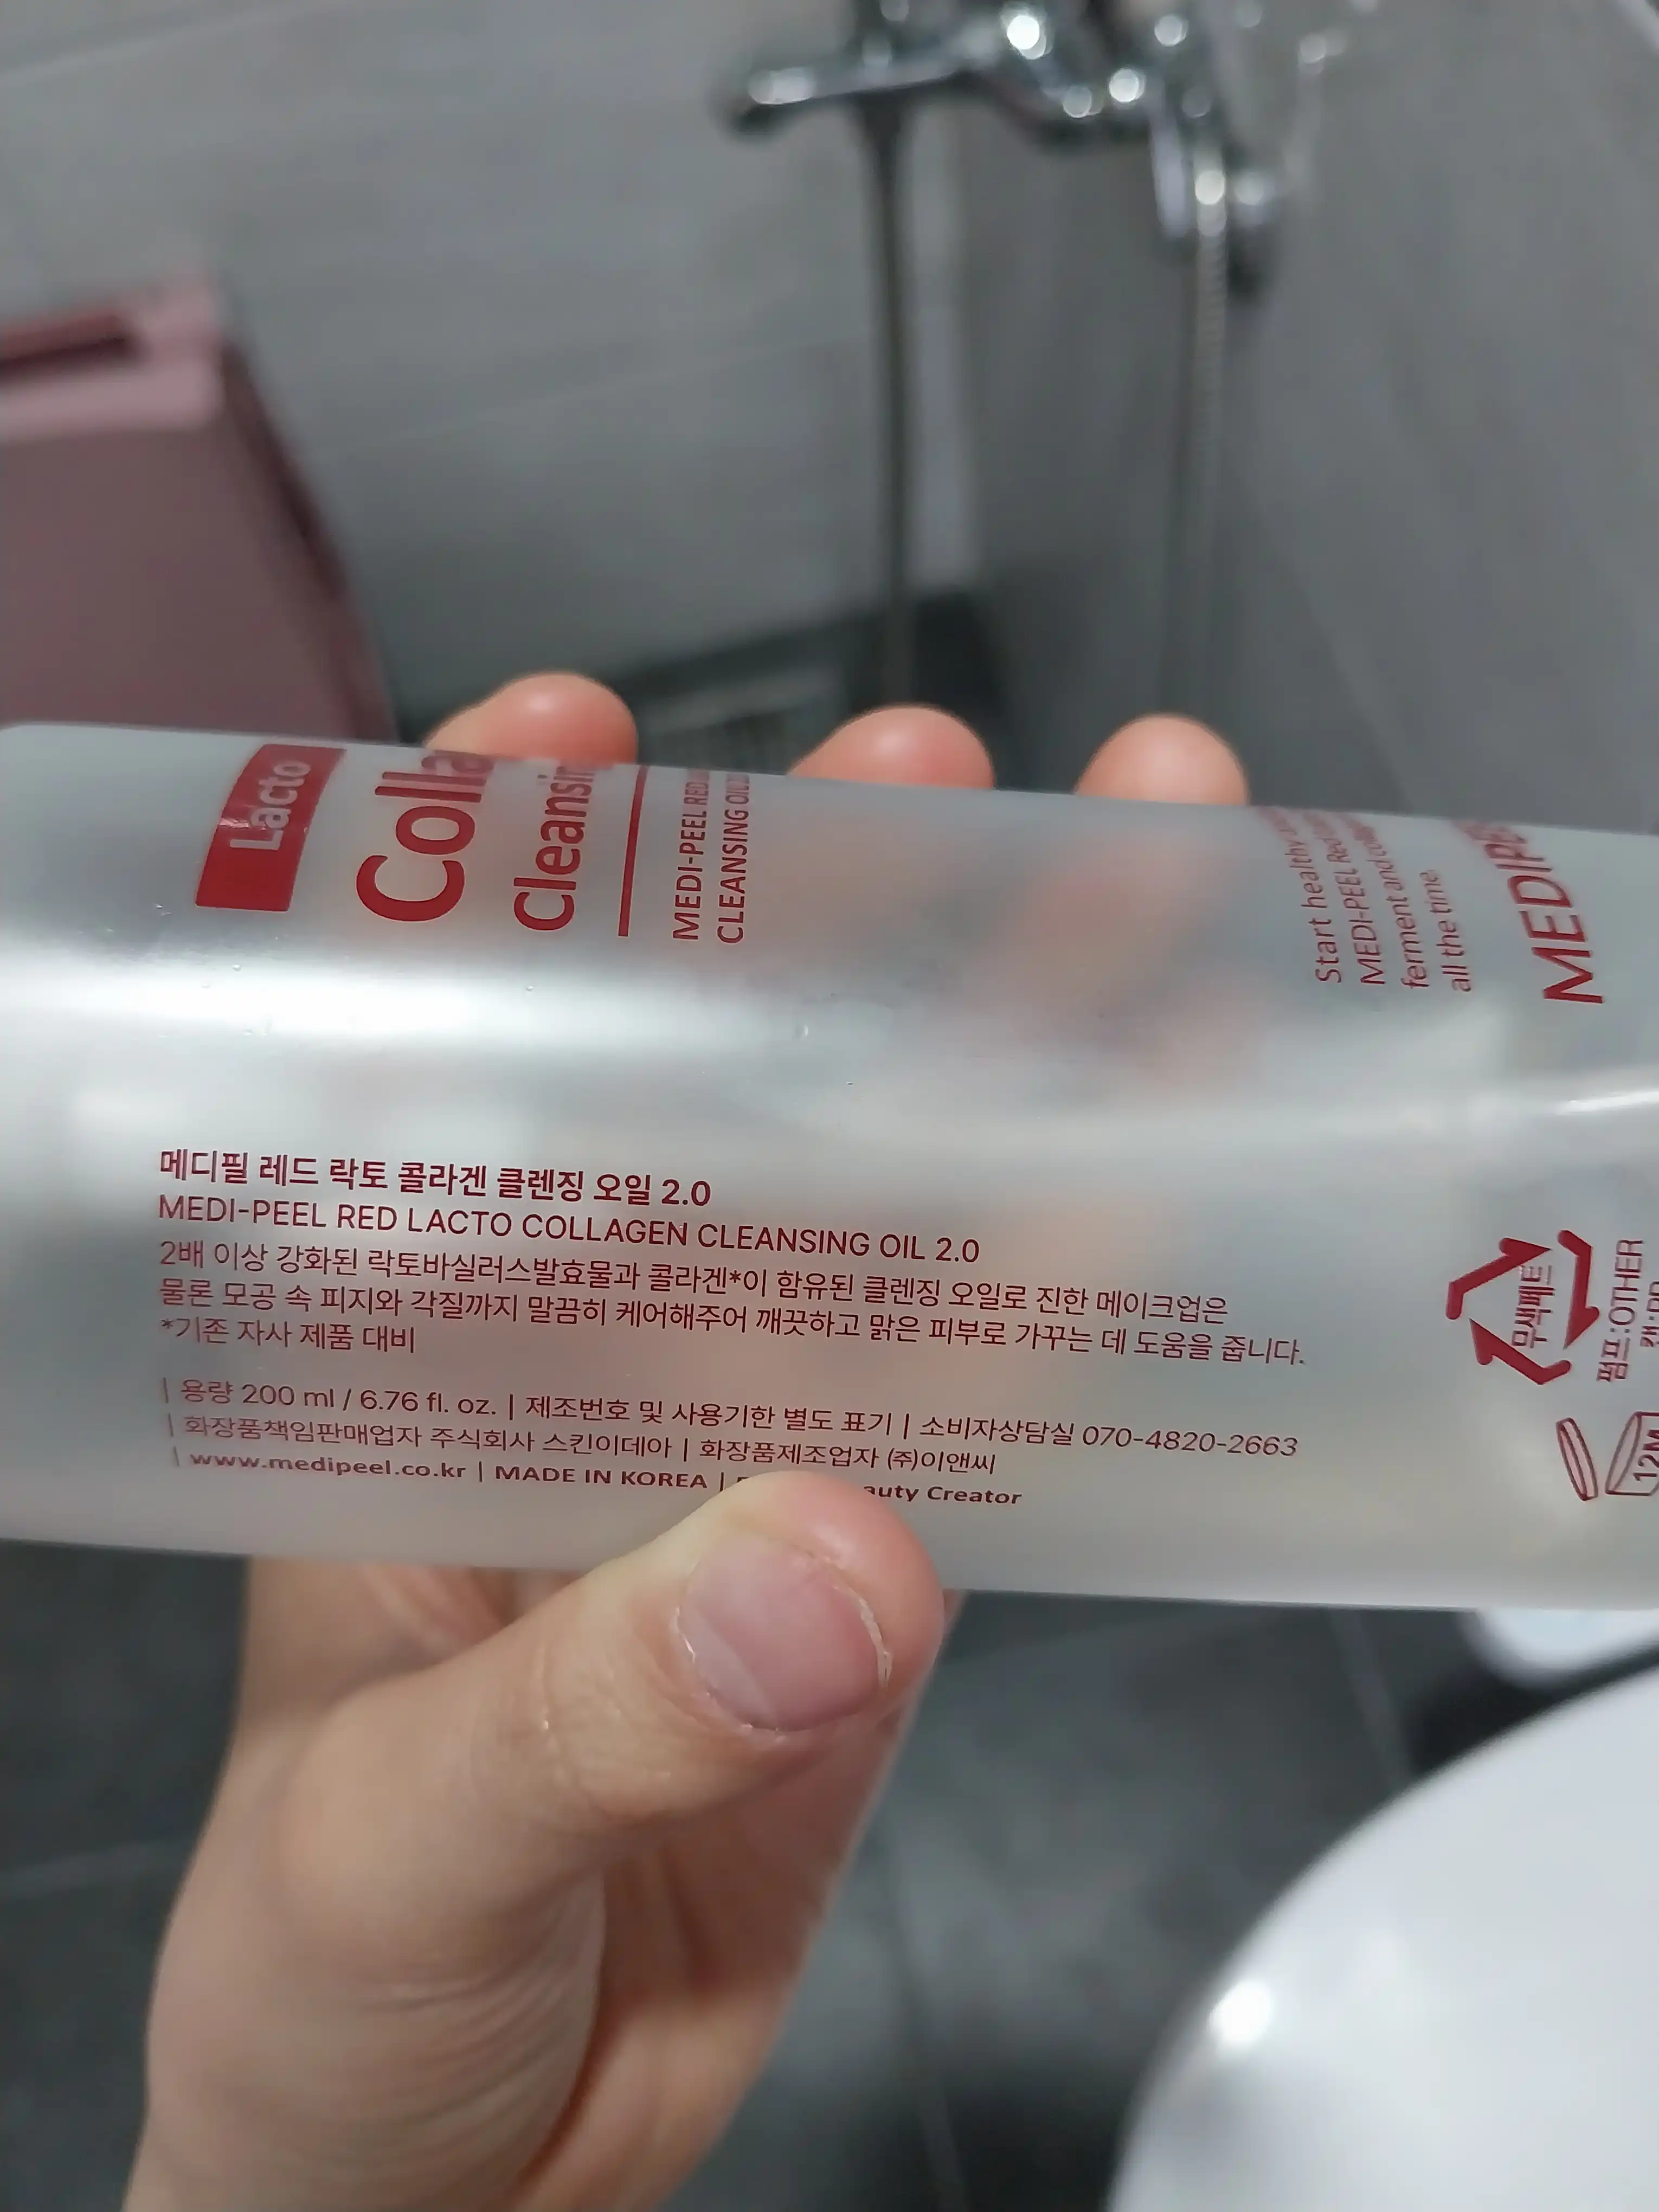 Lacto
Colla
Cleansin
MEDI-PEEL RED
CLEANSING OIL
Start healthy
MEDI-PEEL Red
ferment and
all the time
메디필 레드 락토 콜라겐 클렌징 오일 2.0
MEDI-PEEL RED LACTO COLLAGEN CLEANSING OIL 2.0
2배 이상 강화된 락토바실러스발효물과 콜라겐*이 함유된 클렌징 오일로 진한 메이크업은
물론 모공 속 피지와 각질까지 말끔히 케어해주어 깨끗하고 맑은 피부로 가꾸는 데 도움을 줍니다.
*기존 자사 제품 대비
| 용량 200 ml / 6.76 fl. oz. | 제조번호 및 사용기한 별도 표기 | 소비자상담실 070-4820-2663
| 화장품책임판매업자 주식회사 스킨이데아 | 화장품제조업자 ㈜이앤씨
| www.medipeel.co.kr | MADE IN KOREA | auty Creator
무색페트
펌프:OTHER
12M